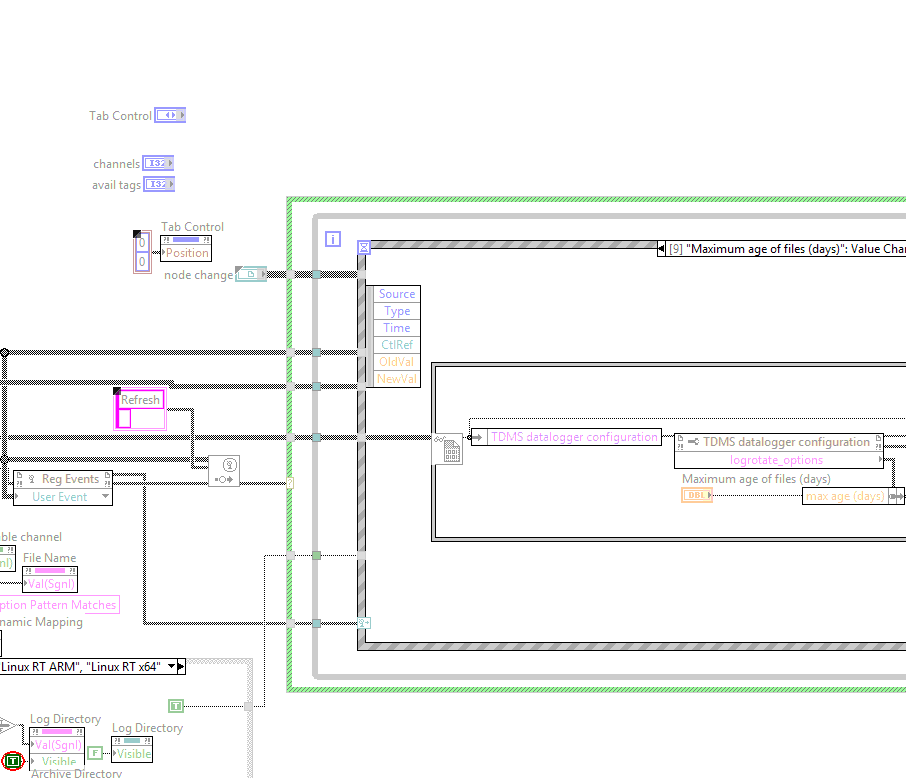 Tab Control
channels I32
avail tags I32
Tab Control
0
0
Position
node change
i
[9] "Maximum age of files (days)": Value Char
Source
Type
Time
CtlRef
OldVal
NewVal
Refresh
TDMS datalogger configuration
TDMS datalogger configuration
logrotate_options
Maximum age of files (days)
DBL
max age (days)
Reg Events
User Event
ble channel
nl)
File Name
Val(Sgnl)
ption Pattern Matches
namic Mapping
Linux RT ARM", "Linux RT x64"
T
Log Directory
Val(Sgnl)
Visible
T
F
Log Directory
Visible
Archive Directory